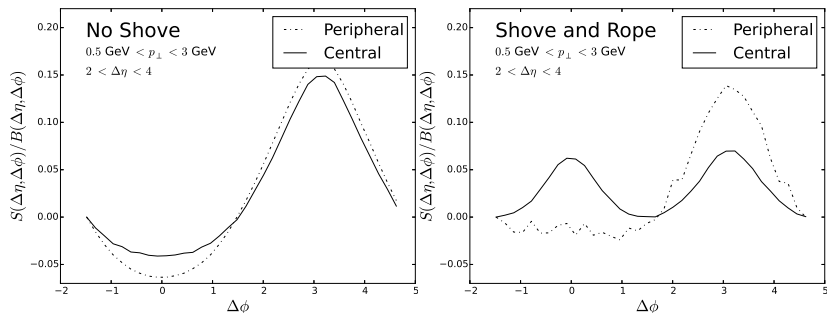 No Shove
0.5 GeV < p⊥ < 3 GeV
2 < Δη < 4
Peripheral
Central
S(Δη,Δϕ)/B(Δη,Δϕ)
0.20
0.15
0.10
0.05
0.00
−0.05
−2 −1 0 1 2 3 4 5
Δϕ
Shove and Rope
0.5 GeV < p⊥ < 3 GeV
2 < Δη < 4
Peripheral
Central
S(Δη,Δϕ)/B(Δη,Δϕ)
0.20
0.15
0.10
0.05
0.00
−0.05
−2 −1 0 1 2 3 4 5
Δϕ